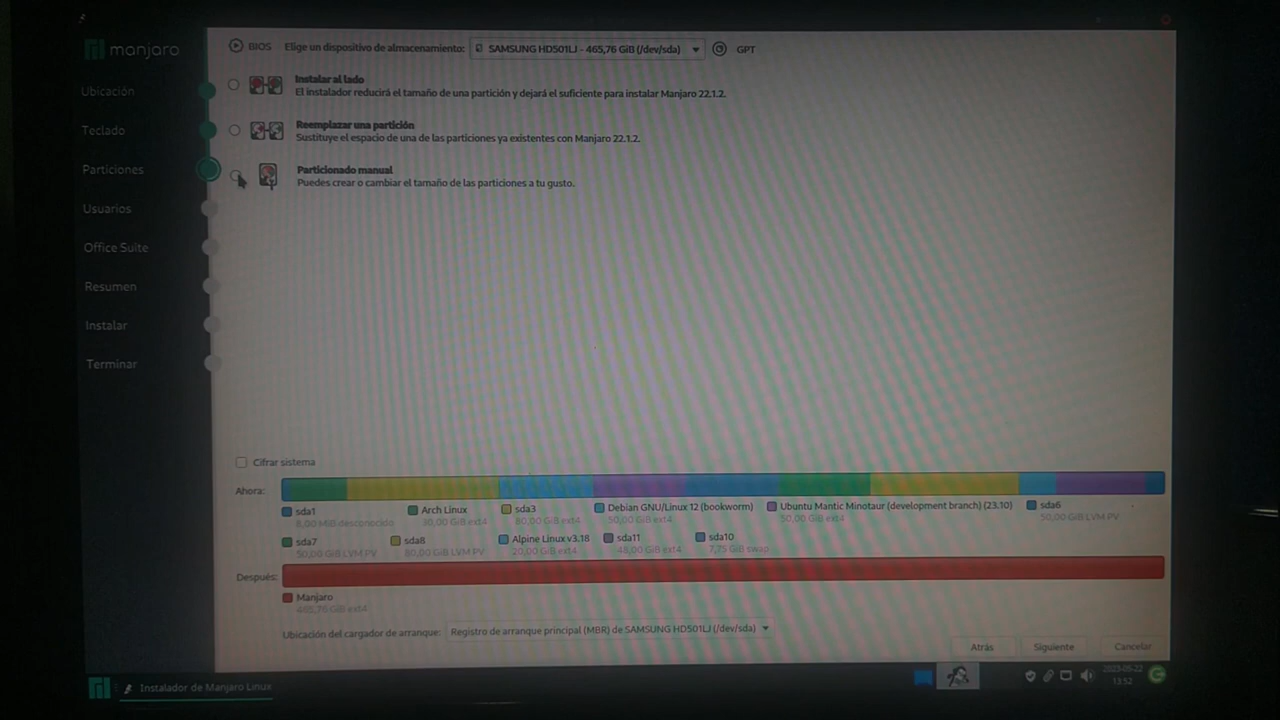 manjaro
BIOS Elige un dispositivo de almacenamiento: SAMSUNG HD501LJ - 465,76 GiB (/dev/sda) GPT
Ubicación
Teclado
Particiones
Usuarios
Office Suite
Resumen
Instalar
Terminar
Instalar al lado
El instalador reducirá el tamaño de una partición y dejará el suficiente para instalar Manjaro 22.1.2.
Reemplazar una partición
Sustituye el espacio de una de las particiones ya existentes con Manjaro 22.1.2.
Particionado manual
Puedes crear o cambiar el tamaño de las particiones a tu gusto.
Cifrar sistema
Ahora:
sda1 Arch Linux sda3 Debian GNU/Linux 12 (bookworm) Ubuntu Mantic Minotaur (development branch) (23.10) sda6
8,00 MiB desconocido 30,00 GiB ext4 80,00 GiB ext4 50,00 GiB ext4 50,00 GiB ext4 50,00 GiB LVM PV
sda7 sda8 Alpine Linux v3.18 sda11 sda10
50,00 GiB LVM PV 80,00 GiB LVM PV 20,00 GiB ext4 48,00 GiB ext4 7,75 GiB swap
Después:
Manjaro
465,76 GiB ext4
Ubicación del cargador de arranque: Registro de arranque principal (MBR) de SAMSUNG HD501LJ (/dev/sda)
Atrás Siguiente Cancelar
Instalador de Manjaro Linux
2023-05-22
13:52